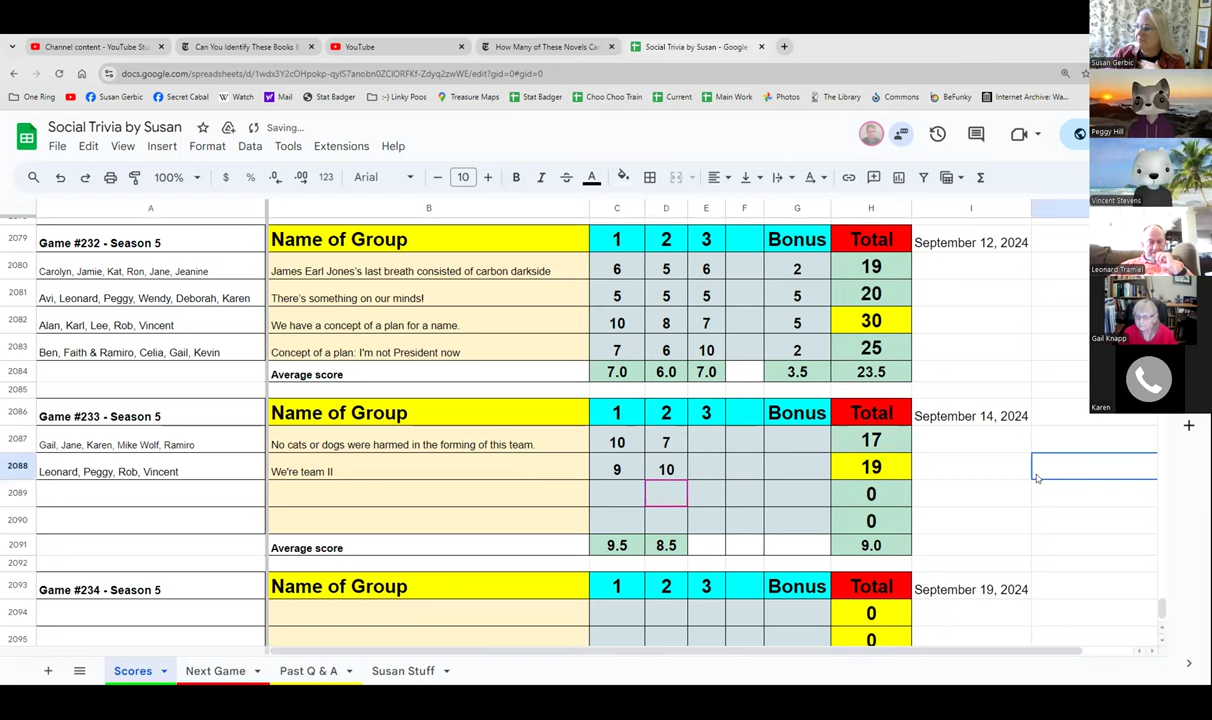 Channel content - YouTube Stu
Can You Identify These Books B
YouTube
How Many of These Novels Can
Social Trivia by Susan - Google
docs.google.com/spreadsheets/d/
edit?gid=0#gid=0
One Ring
Susan Gerbic
Secret Cabal
Watch
Mail
Stat Badger
:-) Linky Poos
Treasure Maps
Stat Badger
Choo Choo Train
Current
Main Work
Photos
The Library
Commons
BeFunky
Internet Archive: Wa...
Social Trivia by Susan
Saving...
File Edit View Insert Format Data Tools Extensions Help
100% $ % .0 .00 123 Arial 10 B I A
A B C D E F G H I
2079 Game #232 - Season 5 Name of Group 1 2 3 Bonus Total September 12, 2024
2080 Carolyn, Jamie, Kat, Ron, Jane, Jeanine James Earl Jones's last breath consisted of carbon darkside 6 5 6 2 19
2081 Avi, Leonard, Peggy, Wendy, Deborah, Karen There's something on our minds! 5 5 5 5 20
2082 Alan, Karl, Lee, Rob, Vincent We have a concept of a plan for a name. 10 8 7 5 30
2083 Ben, Faith & Ramiro, Celia, Gail, Kevin Concept of a plan: I'm not President now 7 6 10 2 25
2084 Average score 7.0 6.0 7.0 3.5 23.5
2085
2086 Game #233 - Season 5 Name of Group 1 2 3 Bonus Total September 14, 2024
2087 Gail, Jane, Karen, Mike Wolf, Ramiro No cats or dogs were harmed in the forming of this team. 10 7 17
2088 Leonard, Peggy, Rob, Vincent We're team II 9 10 19
2089 0
2090 0
2091 Average score 9.5 8.5 9.0
2092
2093 Game #234 - Season 5 Name of Group 1 2 3 Bonus Total September 19, 2024
2094 0
2095 0
Scores Next Game Past Q & A Susan Stuff
Susan Gerbic
Peggy Hill
Vincent Stevens
Leonard Tramiel
Gail Knapp
Karen